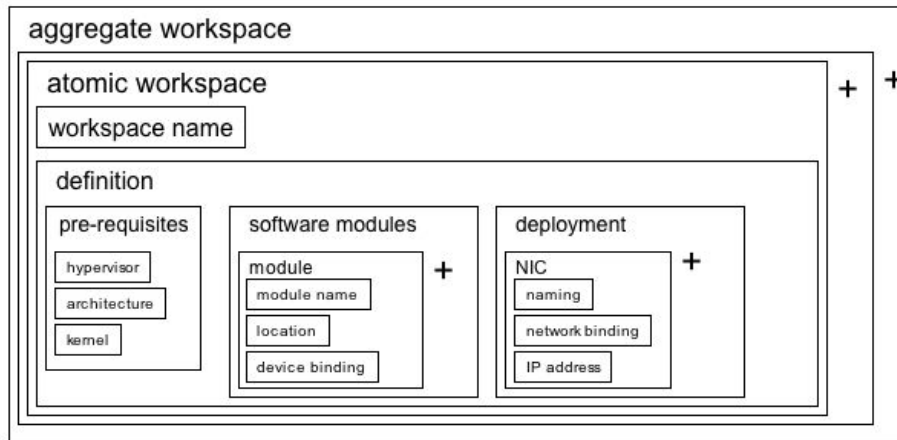 aggregate workspace
atomic workspace
+
+
workspace name
definition
pre-requisites
hypervisor
architecture
kernel
software modules
module
+
module name
location
device binding
deployment
NIC
+
naming
network binding
IP address